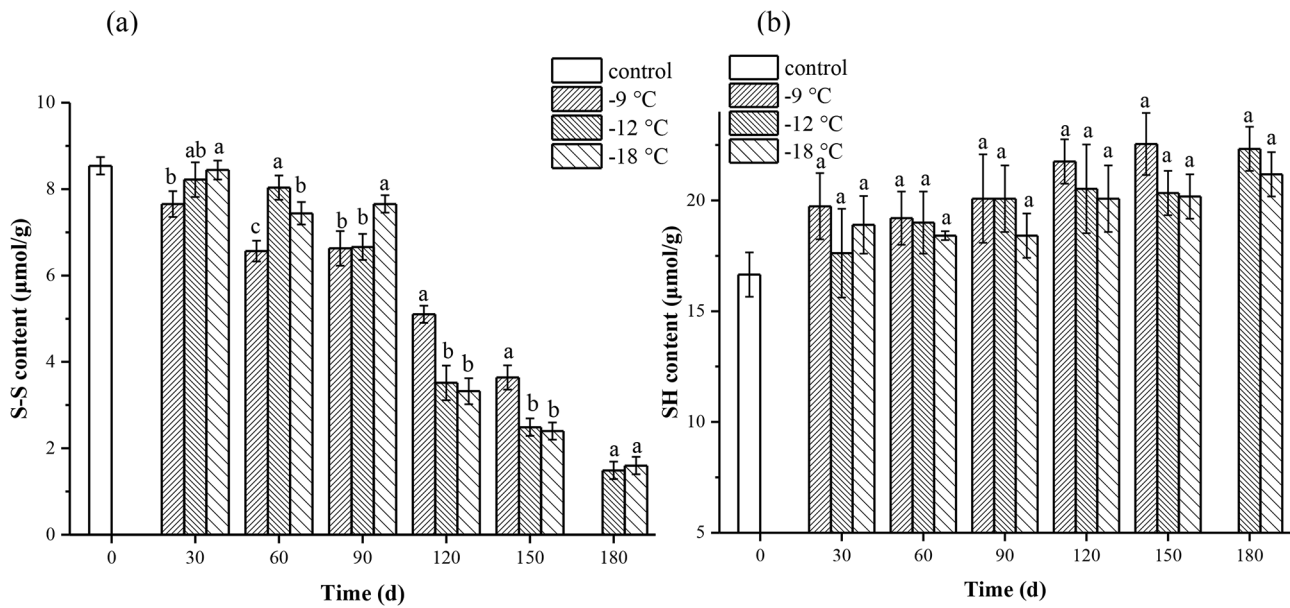 (a)
control
-9 °C
-12 °C
-18 °C
10
8
6
4
2
0
S-S content (μmol/g)
b ab a
c a b
b b a
a b b
a b b
a a
0 30 60 90 120 150 180
Time (d)
(b)
control
-9 °C
-12 °C
-18 °C
20
15
10
5
SH content (μmol/g)
a a a
a a a
a a a
a a a
a a a
a a
0 30 60 90 120 150 180
Time (d)